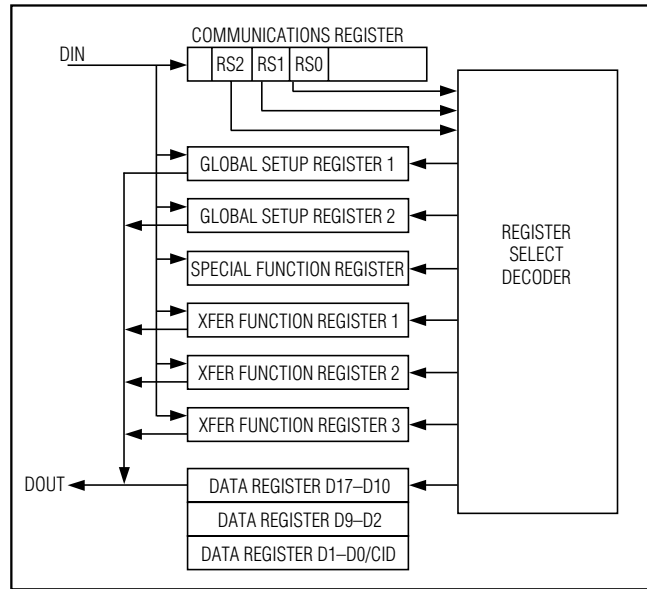 COMMUNICATIONS REGISTER
DIN
RS2 RS1 RS0
GLOBAL SETUP REGISTER 1
GLOBAL SETUP REGISTER 2
SPECIAL FUNCTION REGISTER
XFER FUNCTION REGISTER 1
XFER FUNCTION REGISTER 2
XFER FUNCTION REGISTER 3
REGISTER
SELECT
DECODER
DOUT
DATA REGISTER D17–D10
DATA REGISTER D9–D2
DATA REGISTER D1–D0/CID